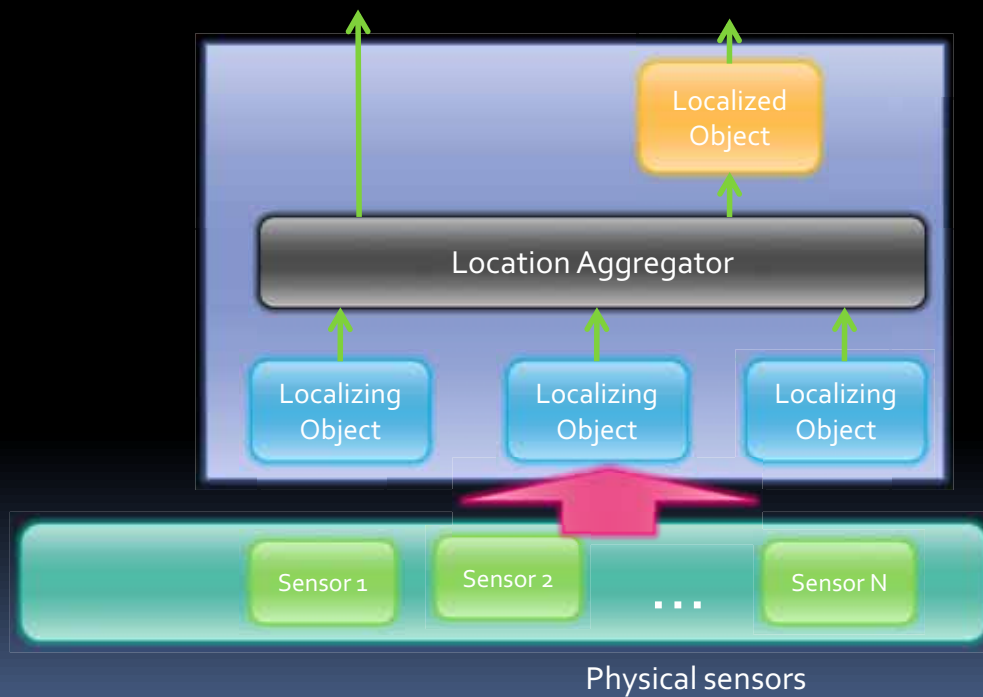 Localized
Object
Location Aggregator
Localizing
Object
Localizing
Object
Localizing
Object
Sensor 1
Sensor 2
...
Sensor N
Physical sensors